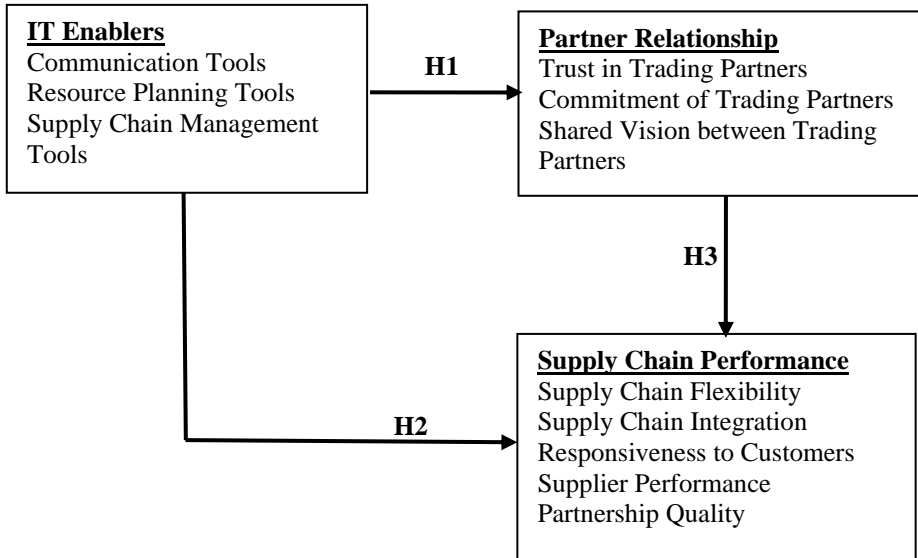 IT Enablers
Communication Tools
Resource Planning Tools
Supply Chain Management
Tools
H1
Partner Relationship
Trust in Trading Partners
Commitment of Trading Partners
Shared Vision between Trading
Partners
H3
H2
Supply Chain Performance
Supply Chain Flexibility
Supply Chain Integration
Responsiveness to Customers
Supplier Performance
Partnership Quality